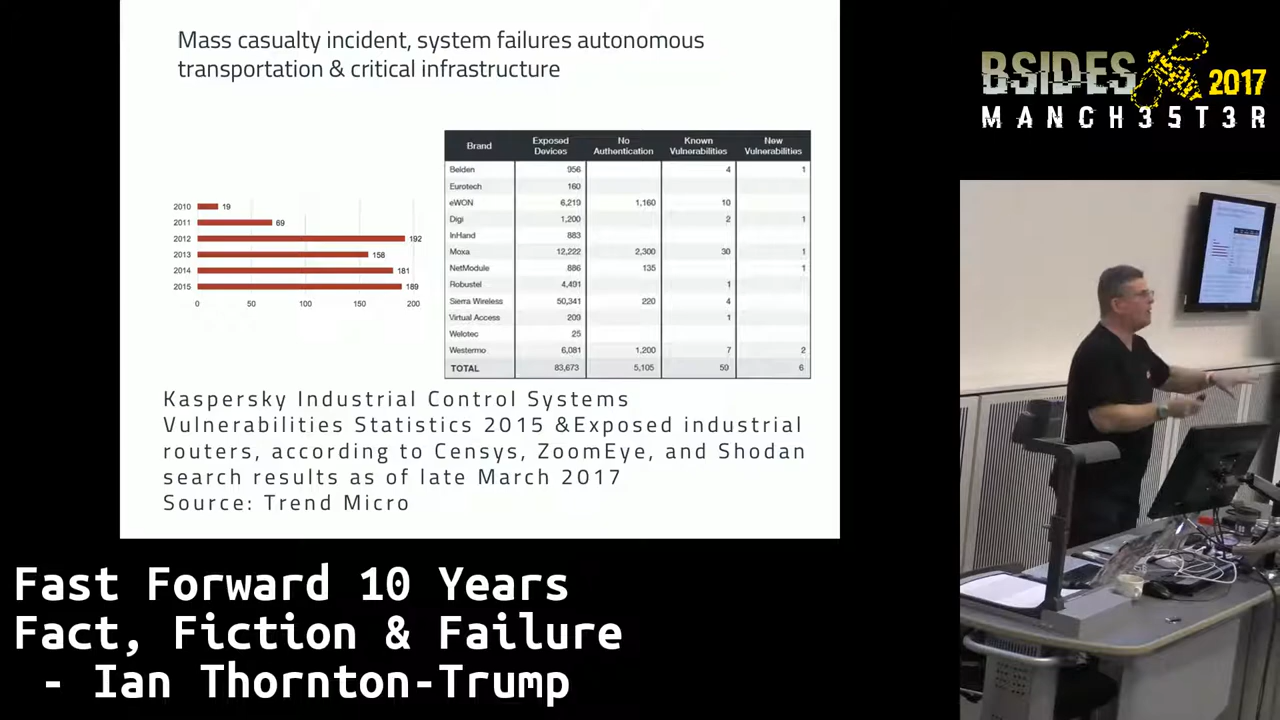 Mass casualty incident, system failures autonomous
transportation & critical infrastructure
BSIDES 2017
MANCH35T3R
Brand Exposed Devices No Authentication Known Vulnerabilities New Vulnerabilities
Belden 956 4 1
Eurotech 160
eWON 6,219 1,160 10
Digi 1,200 2 1
InHand 883
Moxa 12,222 2,300 30 1
NetModule 886 135 1
Robustel 4,491 1
Sierra Wireless 50,341 220 4
Virtual Access 209 1
Welotec 25
Westermo 6,081 1,200 7 2
TOTAL 83,673 5,105 59 6
2010 19
2011 69
2012 192
2013 158
2014 181
2015 189
0 50 100 150 200
Kaspersky Industrial Control Systems
Vulnerabilities Statistics 2015 &Exposed industrial
routers, according to Censys, ZoomEye, and Shodan
search results as of late March 2017
Source: Trend Micro
Fast Forward 10 Years
Fact, Fiction & Failure
- Ian Thornton-Trump